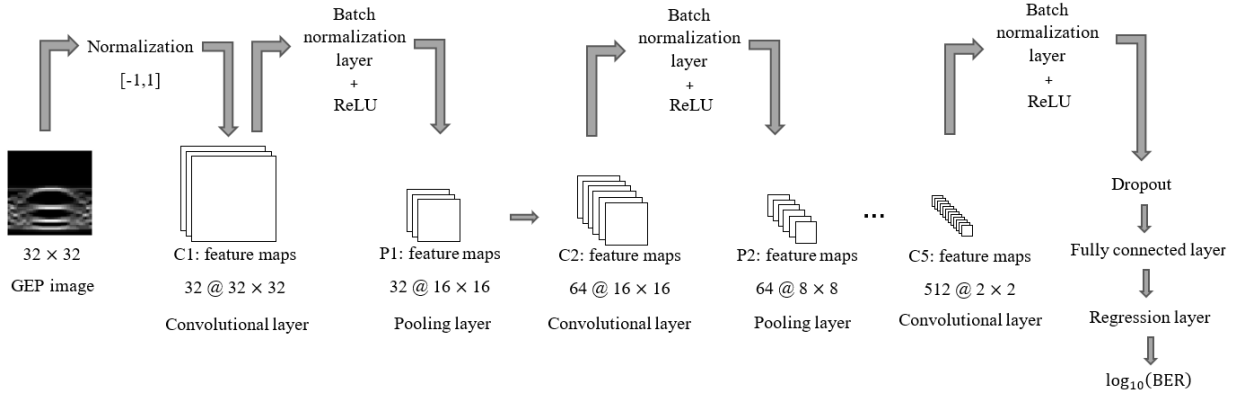 Normalization
[-1,1]
Batch
normalization
layer
+
ReLU
Batch
normalization
layer
+
ReLU
Batch
normalization
layer
+
ReLU
32 × 32
GEP image
C1: feature maps
32 @ 32 × 32
Convolutional layer
P1: feature maps
32 @ 16 × 16
Pooling layer
C2: feature maps
64 @ 16 × 16
Convolutional layer
P2: feature maps
64 @ 8 × 8
Pooling layer
...
C5: feature maps
512 @ 2 × 2
Convolutional layer
Dropout
Fully connected layer
Regression layer
log₁₀(BER)